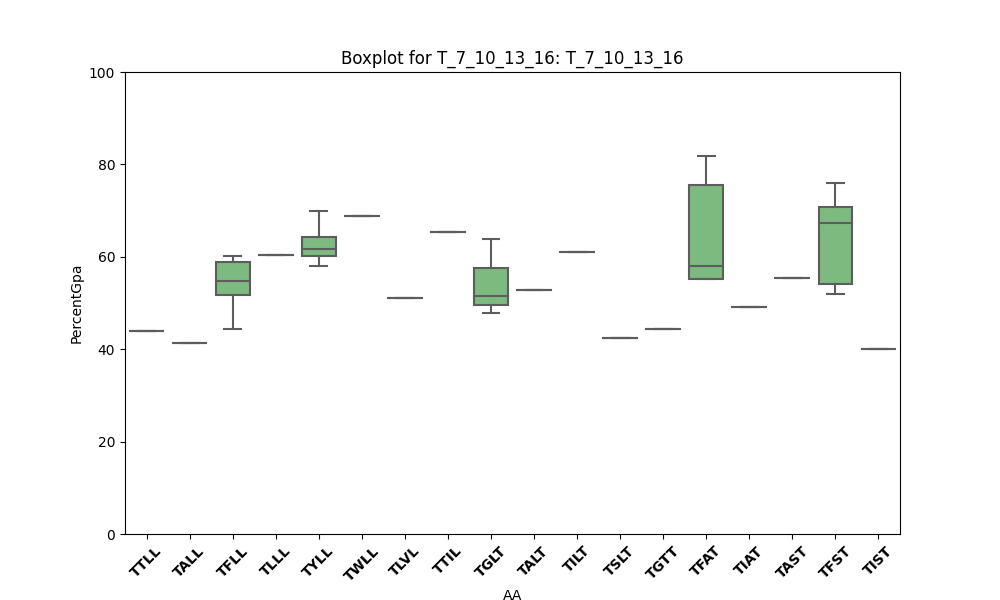 Boxplot for T_7_10_13_16: T_7_10_13_16
PercentGpa
100
80
60
40
20
0
TTLL TALL TFLL TLLL TYLL TWLL TLVL TTIL TGLT TALT TILT TSLT TGTT TFAT TIAT TAST TFST TIST
AA